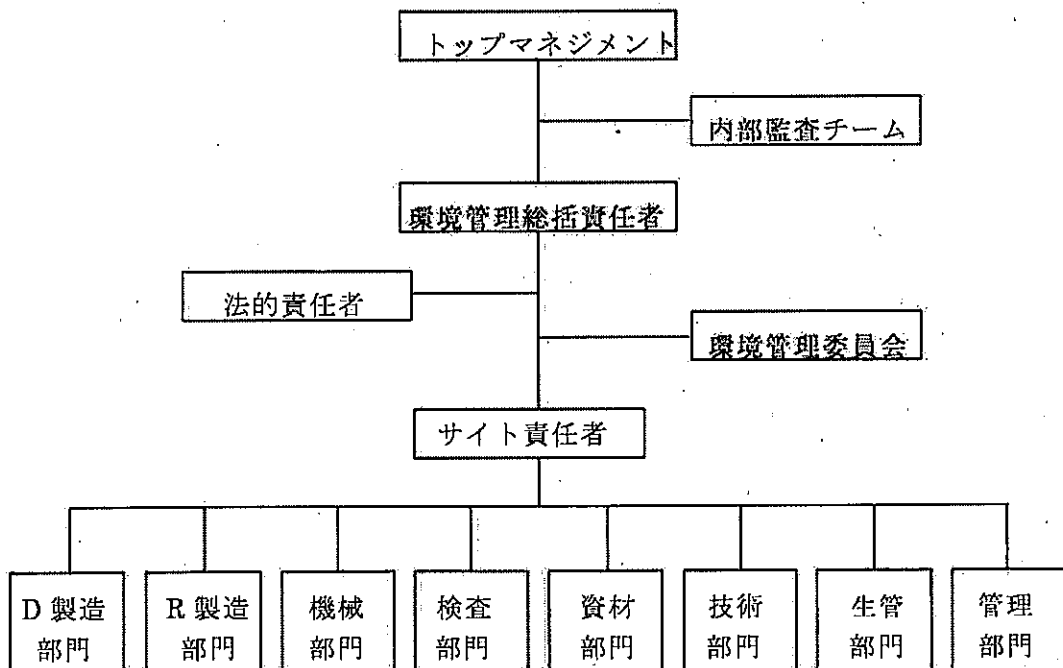 トップマネジメント
内部監査チーム
環境管理総括責任者
法的責任者
環境管理委員会
サイト責任者
D 製造 R 製造 機械 検査 資材 技術 生管 管理
部門 部門 部門 部門 部門 部門 部門 部門